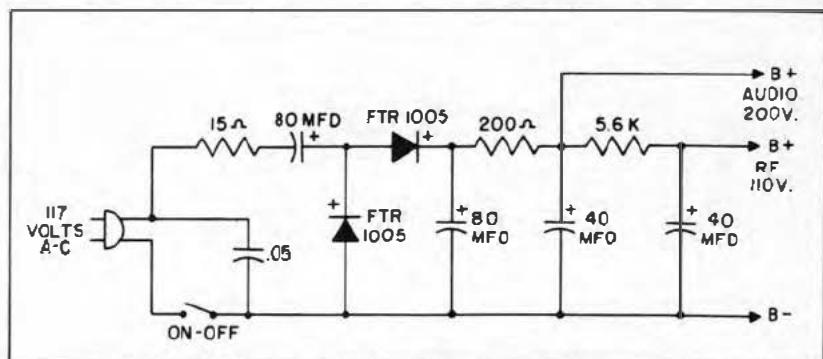 B+
AUDIO
200V.
15Ω
80 MFD
+
FTR 1005
+
200Ω
5.6 K
B+
RF
110V.
117
VOLTS
A-C
.05
+
FTR
1005
+
80
MFD
+
40
MFD
+
40
MFD
ON-OFF
B-